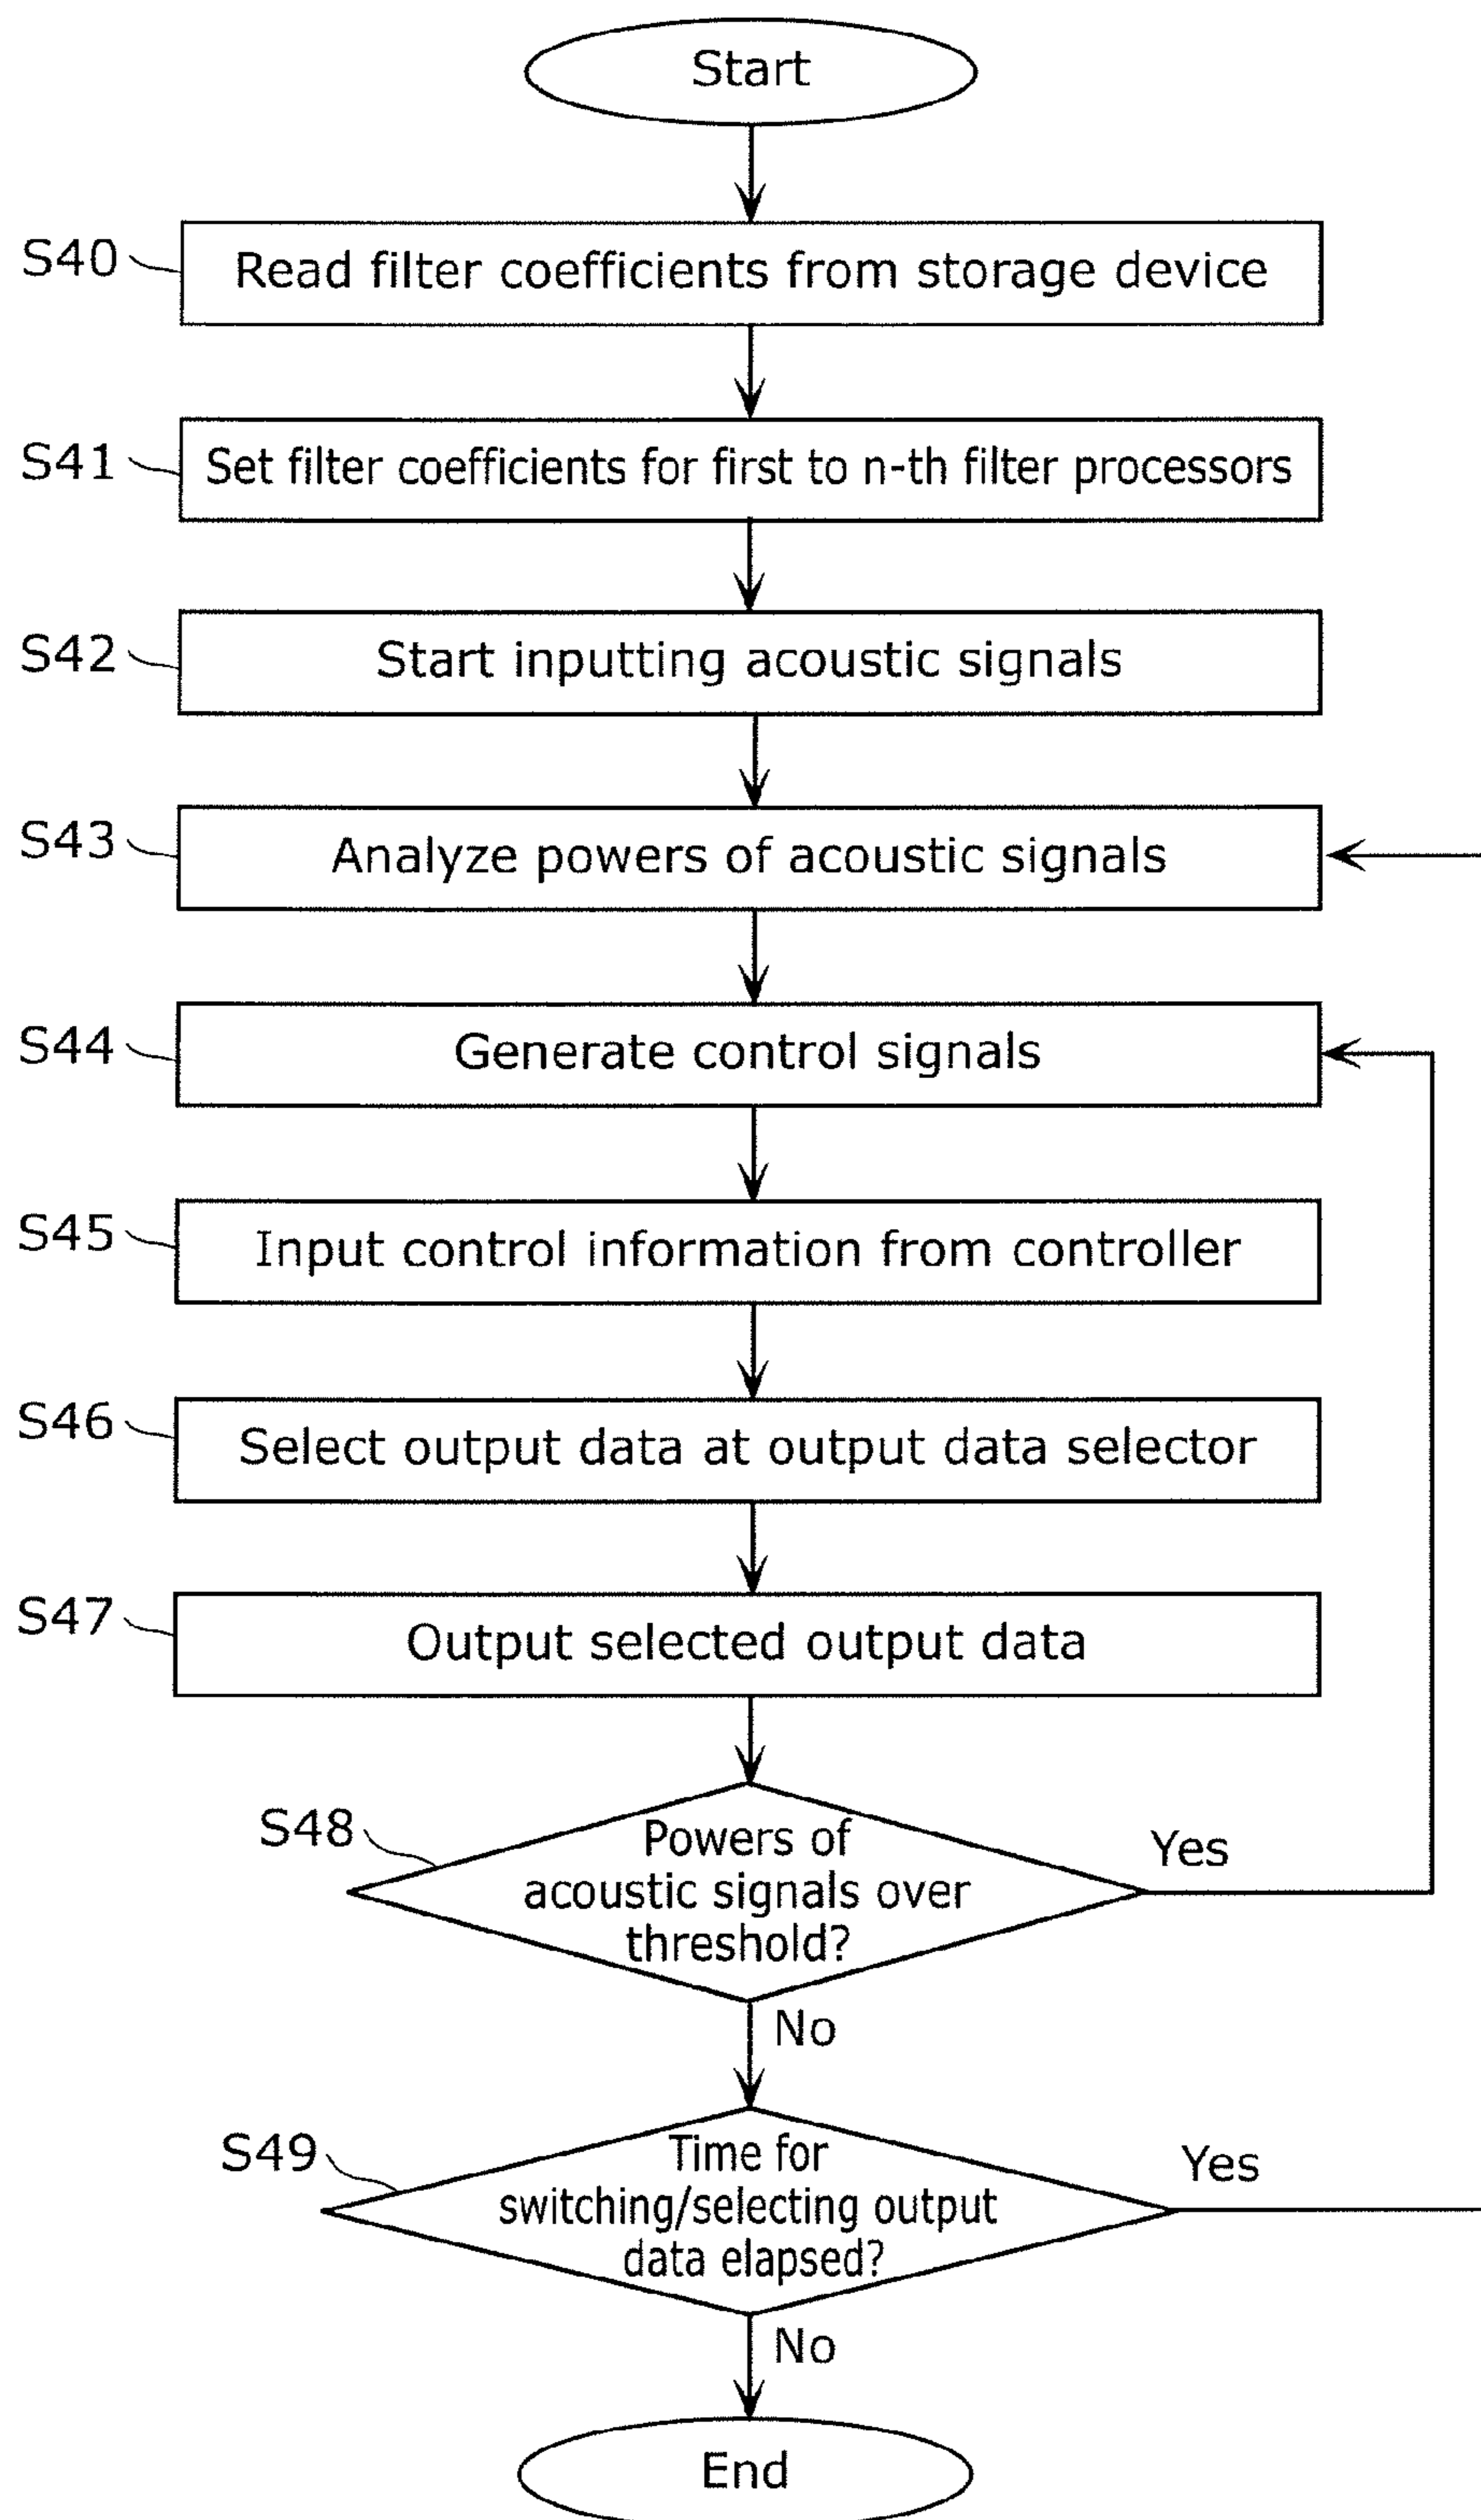 Start
S40
Read filter coefficients from storage device
S41
Set filter coefficients for first to n-th filter processors
S42
Start inputting acoustic signals
S43
Analyze powers of acoustic signals
S44
Generate control signals
S45
Input control information from controller
S46
Select output data at output data selector
S47
Output selected output data
S48
Powers of
acoustic signals over
threshold?
Yes
No
S49
Time for
switching/selecting output
data elapsed?
Yes
No
End